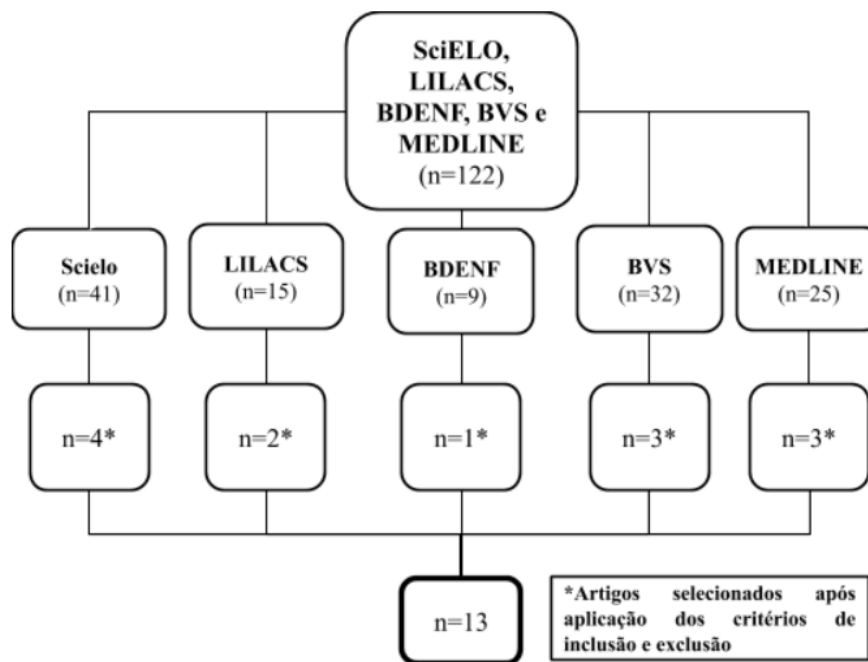 SciELO,
LILACS,
BDENF, BVS e
MEDLINE
(n=122)
Scielo
(n=41)
LILACS
(n=15)
BDENF
(n=9)
BVS
(n=32)
MEDLINE
(n=25)
n=4*
n=2*
n=1*
n=3*
n=3*
n=13
*Artigos selecionados após
aplicação dos critérios de
inclusão e exclusão